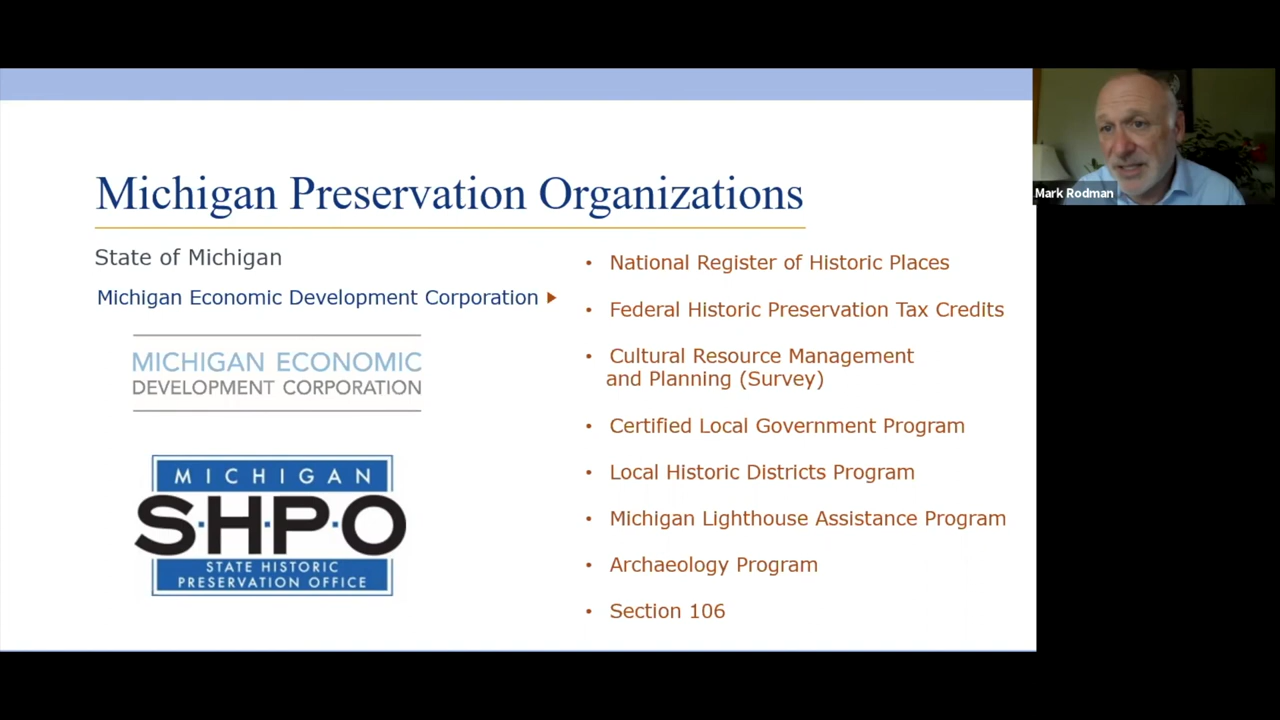 Michigan Preservation Organizations
State of Michigan
Michigan Economic Development Corporation
MICHIGAN ECONOMIC
DEVELOPMENT CORPORATION
MICHIGAN
S·H·P·O
STATE HISTORIC
PRESERVATION OFFICE
• National Register of Historic Places
• Federal Historic Preservation Tax Credits
• Cultural Resource Management
and Planning (Survey)
• Certified Local Government Program
• Local Historic Districts Program
• Michigan Lighthouse Assistance Program
• Archaeology Program
• Section 106
Mark Rodman